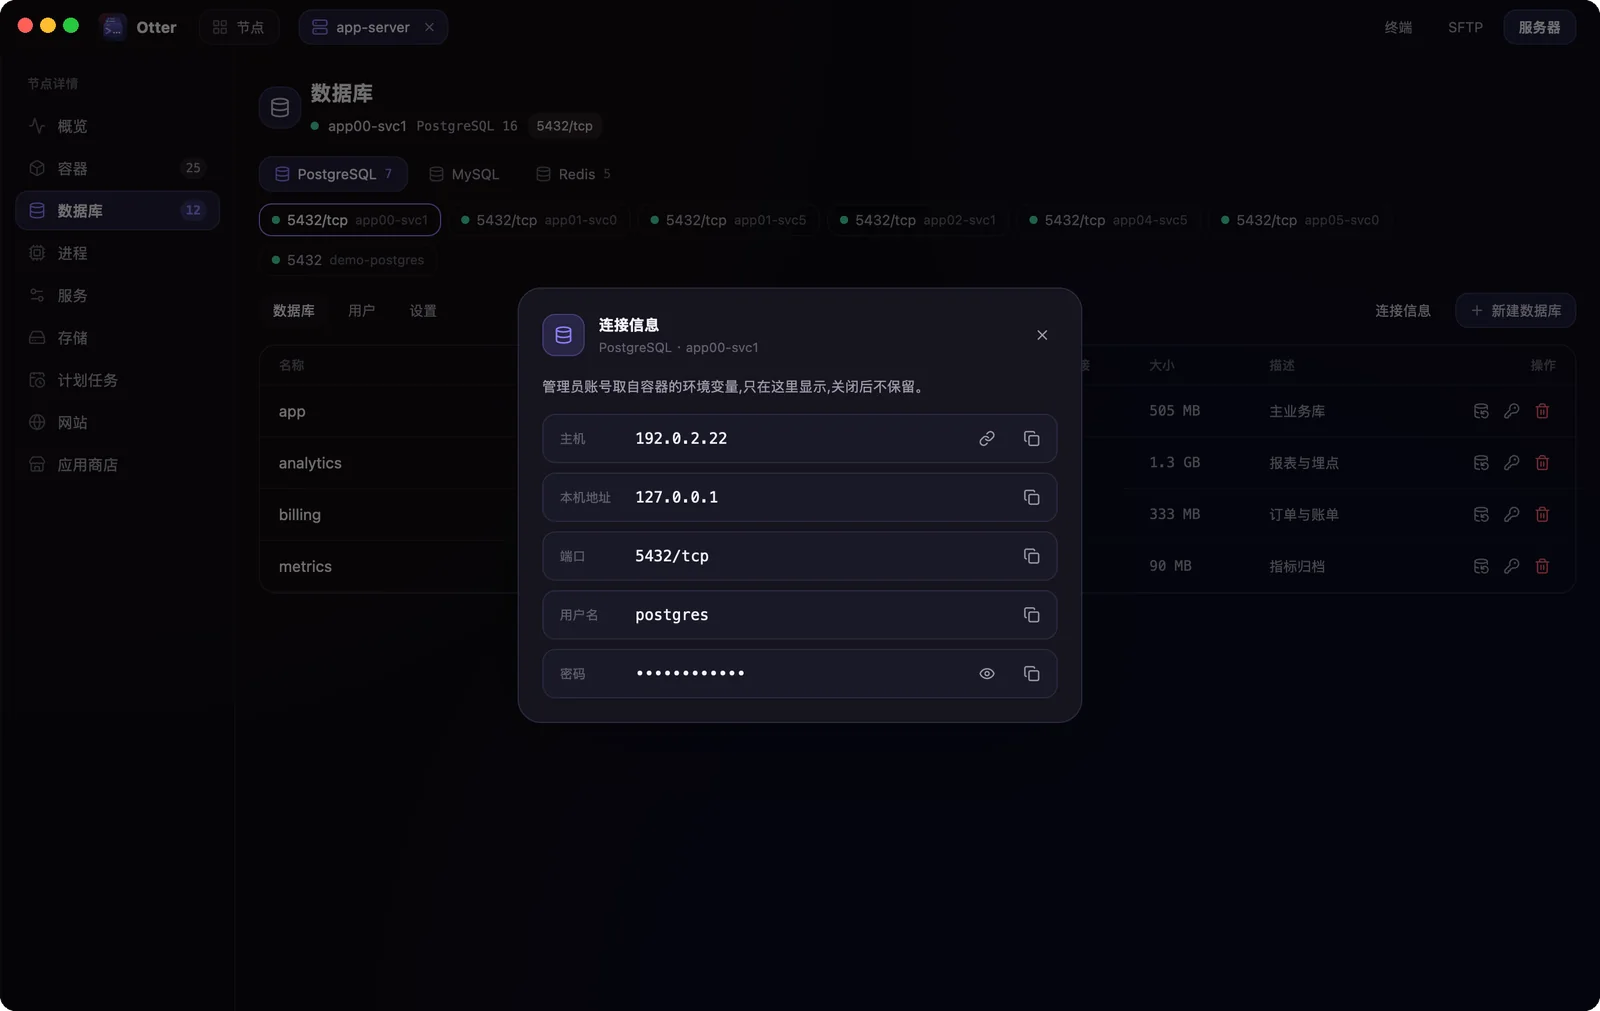 Otter 节点 app-server 终端 SFTP 服务器
节点详情
概览
容器 25
数据库 12
进程
服务
存储
计划任务
网站
应用商店
数据库
app00-svc1 PostgreSQL 16 5432/tcp
PostgreSQL 7 MySQL Redis 5
5432/tcp app00-svc1 5432/tcp app01-svc0 5432/tcp app01-svc5 5432/tcp app02-svc1 5432/tcp app04-svc5 5432/tcp app05-svc0
5432 demo-postgres
数据库 用户 设置 连接信息 新建数据库
名称 大小 描述 操作
app 505 MB 主业务库
analytics 1.3 GB 报表与埋点
billing 333 MB 订单与账单
metrics 90 MB 指标归档
连接信息
PostgreSQL · app00-svc1
管理员账号取自容器的环境变量,只在这里显示,关闭后不保留。
主机 192.0.2.22
本机地址 127.0.0.1
端口 5432/tcp
用户名 postgres
密码 ••••••••••••